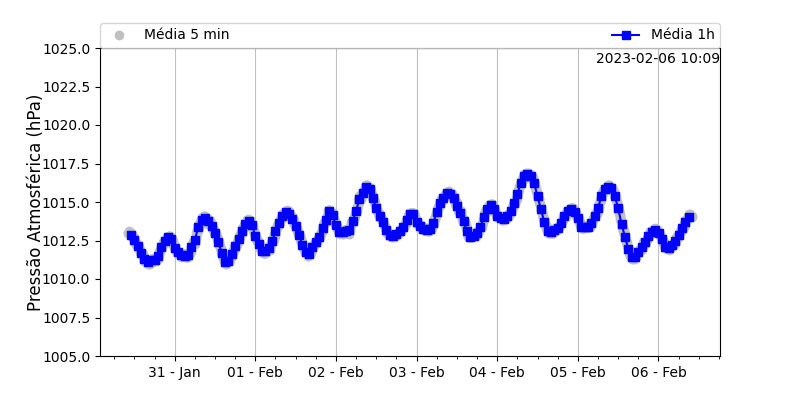 Média 5 min
Média 1h
2023-02-06 10:09
Pressão Atmosférica (hPa)
1025.0
1022.5
1020.0
1017.5
1015.0
1012.5
1010.0
1007.5
1005.0
31 - Jan
01 - Feb
02 - Feb
03 - Feb
04 - Feb
05 - Feb
06 - Feb